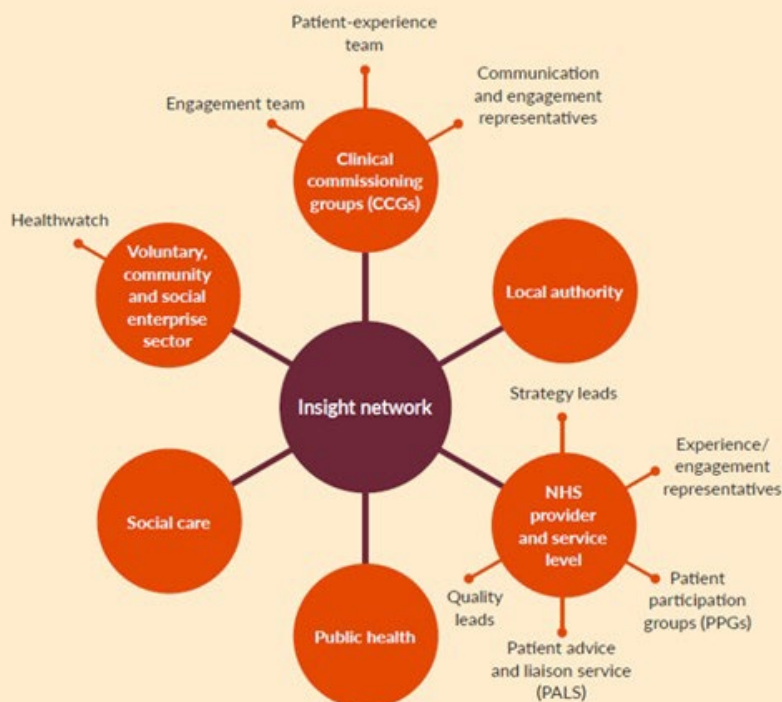 Patient-experience
team
Communication
and engagement
representatives
Engagement team
Clinical
commissioning
groups (CCGs)
Healthwatch
Voluntary,
community
and social
enterprise
sector
Local authority
Insight network
Strategy leads
Experience/
engagement
representatives
NHS
provider
and service
level
Social care
Quality
leads
Patient
participation
groups (PPGs)
Public health
Patient advice
and liaison service
(PALS)